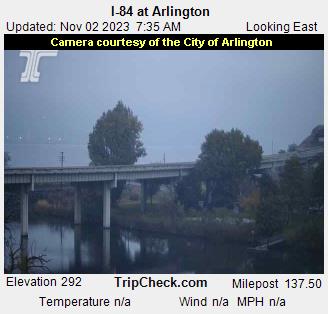 I-84 at Arlington
Updated: Nov 02 2023 7:35 AM Looking East
Camera courtesy of the City of Arlington
Elevation 292 TripCheck.com Milepost 137.50
Temperature n/a Wind n/a MPH n/a